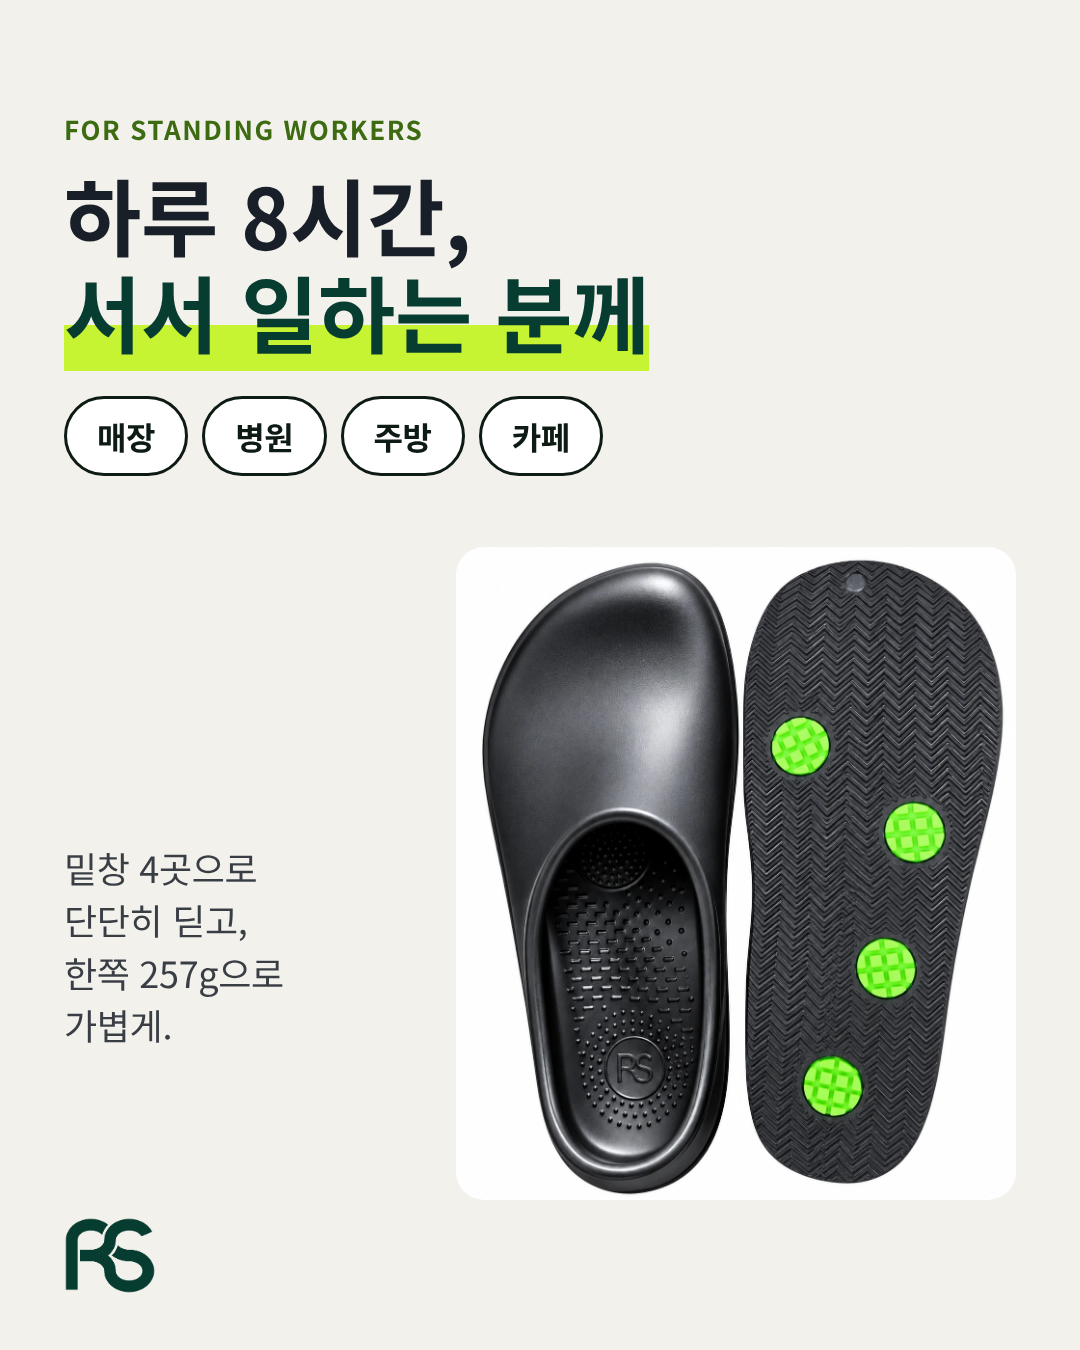 FOR STANDING WORKERS
하루 8시간,
서서 일하는 분께
매장 병원 주방 카페
밑창 4곳으로
단단히 딛고,
한쪽 257g으로
가볍게.
RS
RS